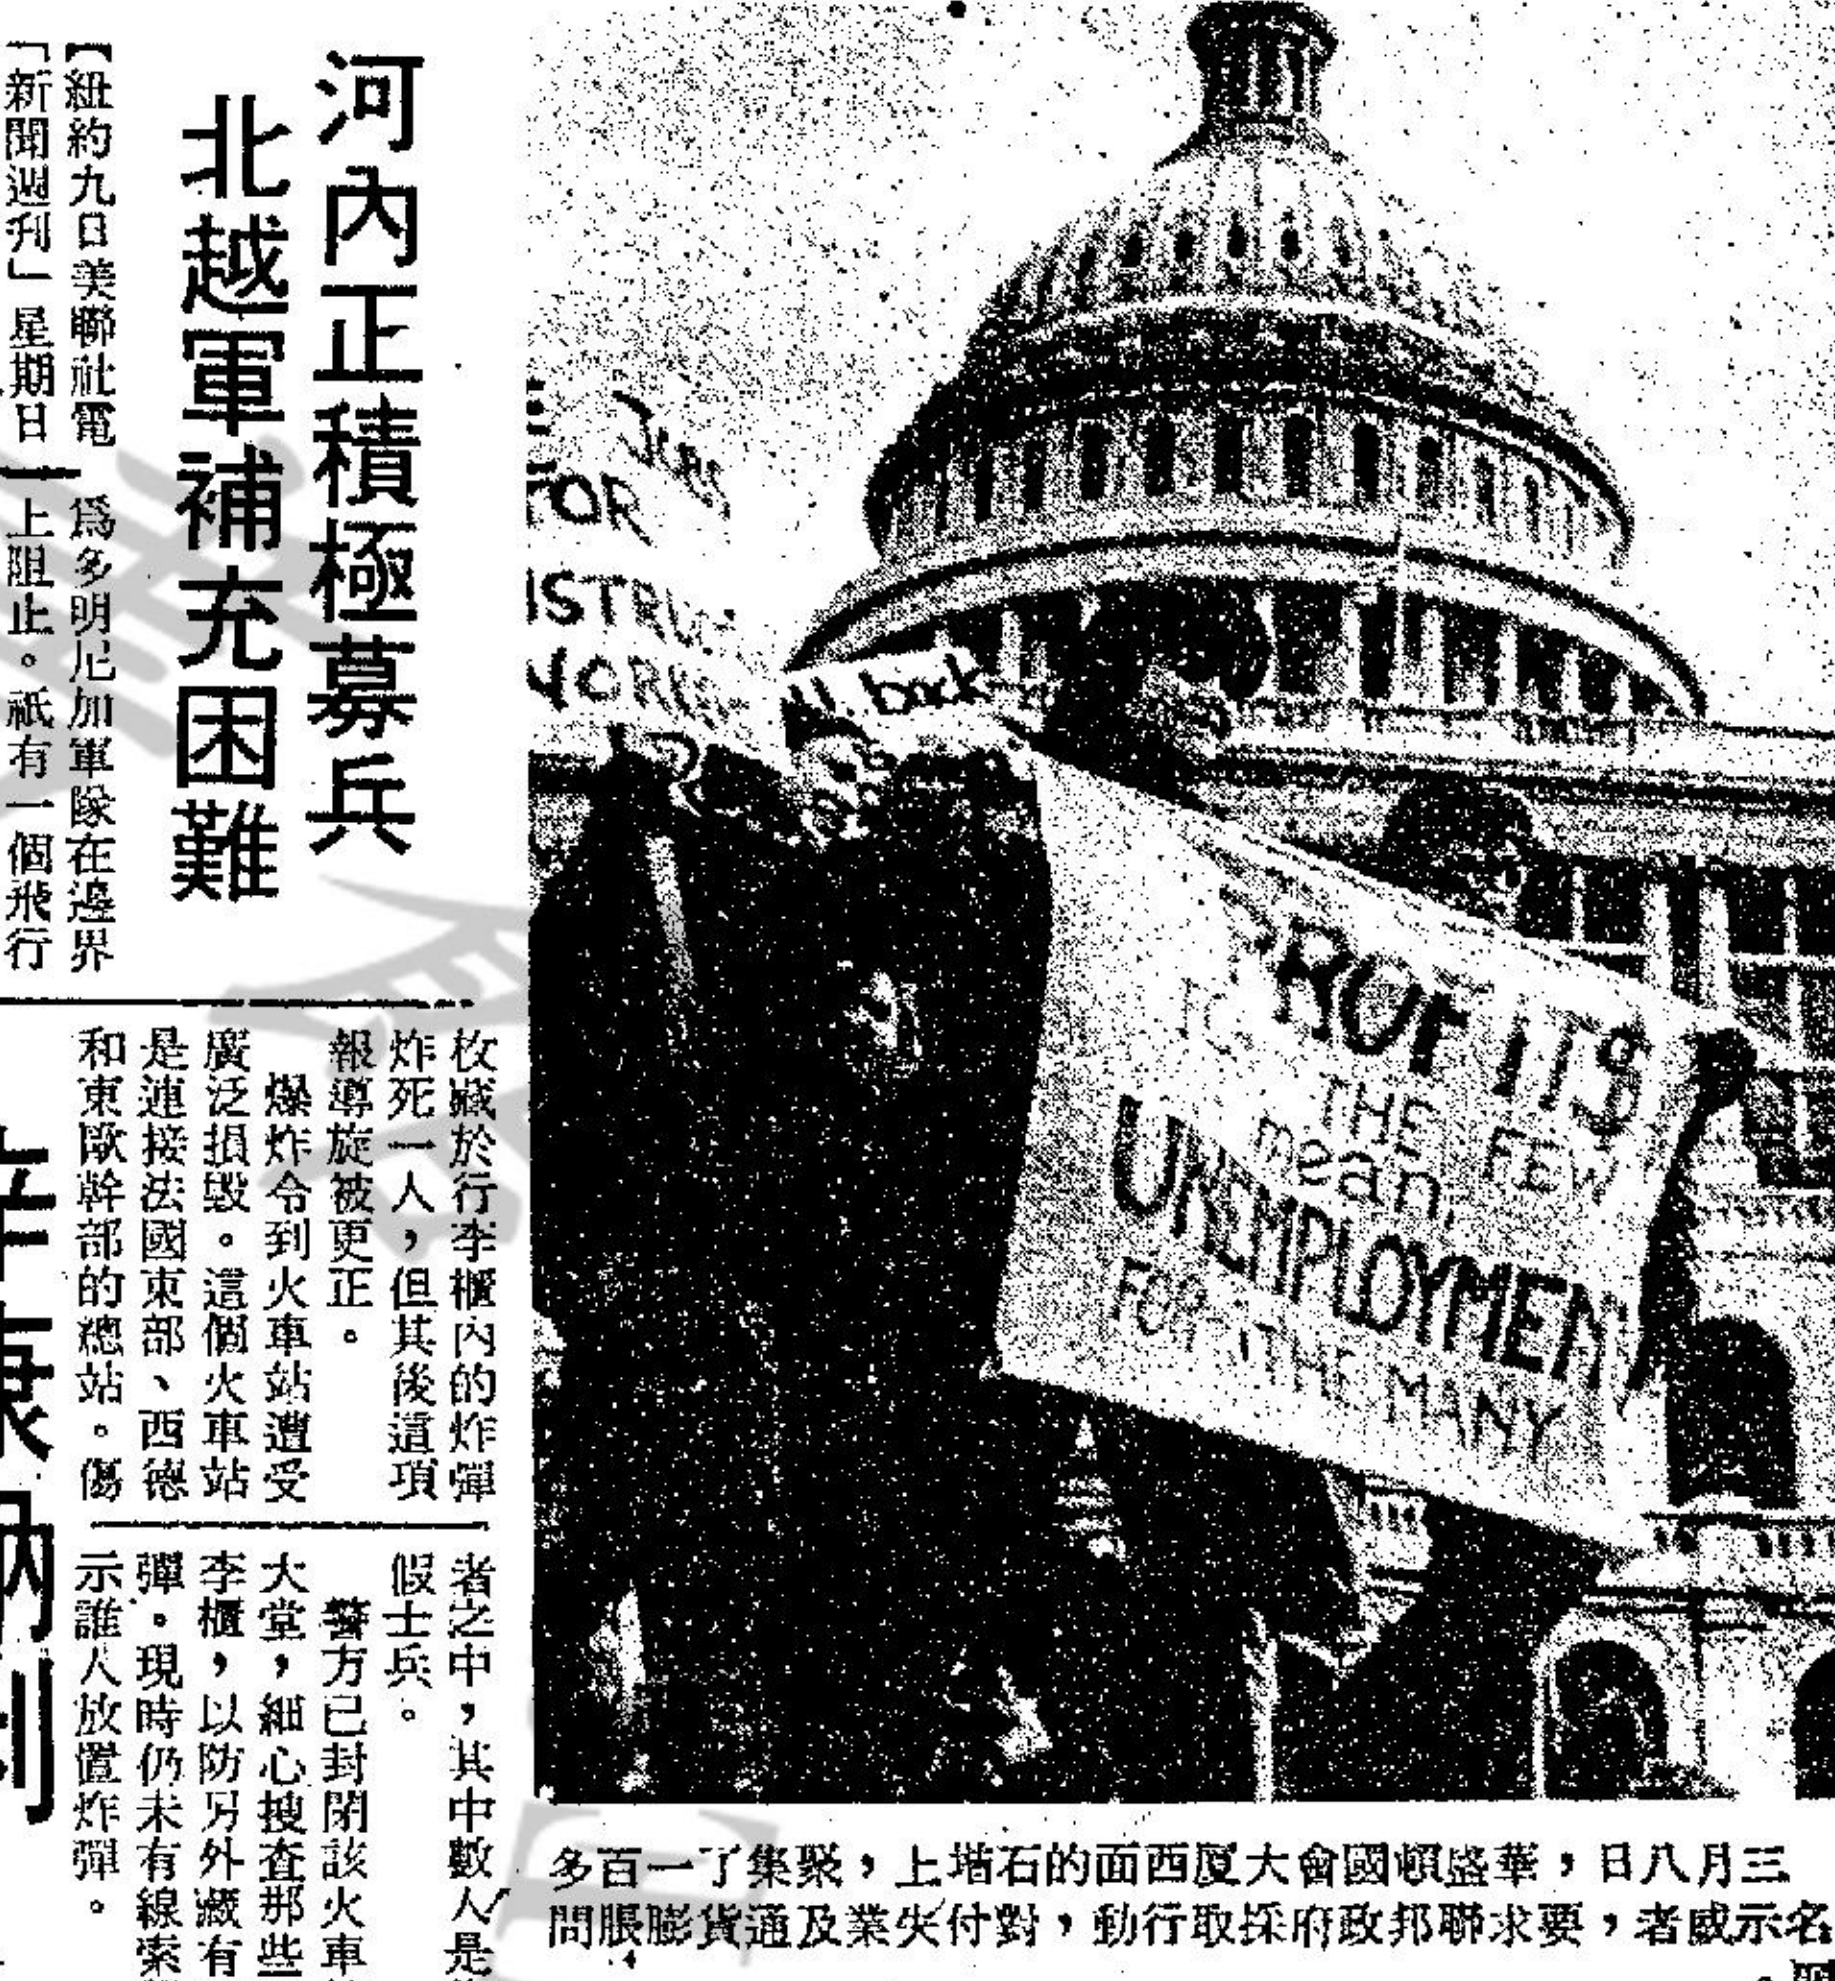 河內正積極募兵
北越軍補充困難
【紐約九日美聯社電
「新聞週刊」星期日
爲多明尼加軍隊在邊界
上阻止。祇有一個飛行
枚藏於行李櫃內的炸彈
炸死一人，但其後這項
報導旋被更正。
爆炸令到火車站遭受
廣泛損毀。這個火車站
是連接法國東部、西德
和東歐幹部的總站。傷
者之中，其中數人是
假士兵。
警方已封閉該火車
大堂，細心搜查那些
李櫃，以防另外藏有
彈。現時仍未有線索
示誰人放置炸彈。
Jobs
FOR
WORK
back
PROFITS
THE FEW
mean
UNEMPLOYMEN
FOR THE MANY
三月八日，華盛頓國會大廈西面的石堦上，聚集了一百多
名示威者，要求聯邦政府採取行動，對付失業及通貨膨脹問